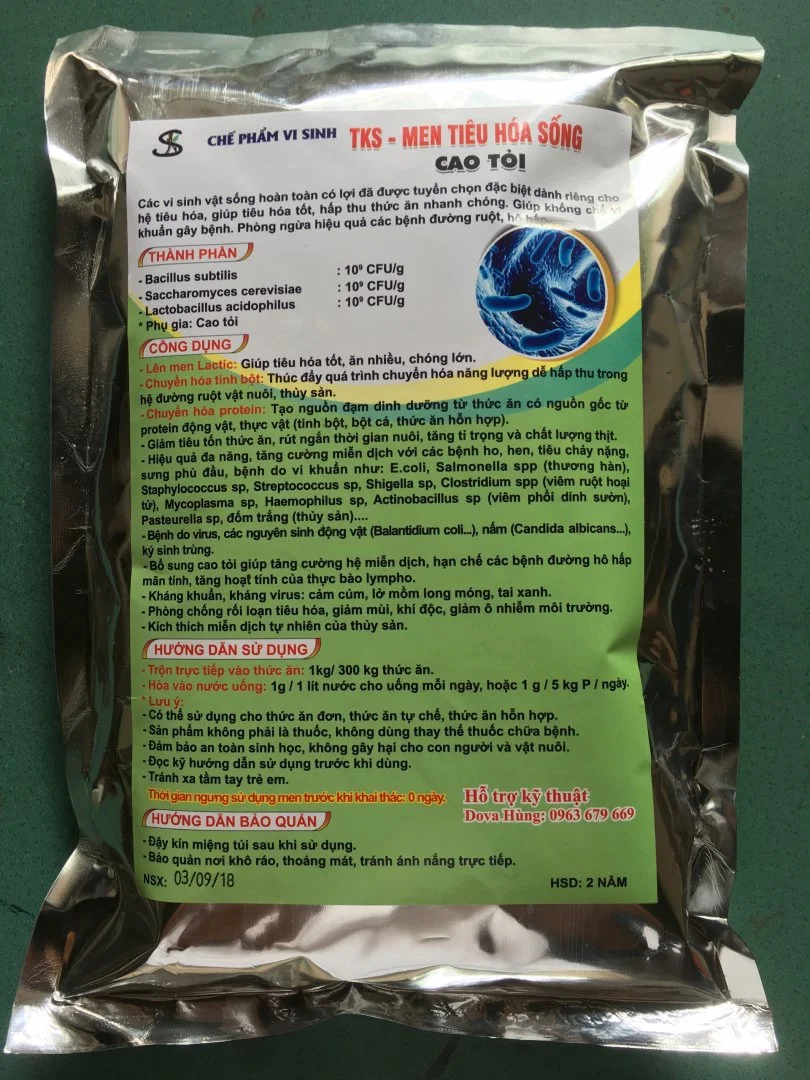 CHẾ PHẨM VI SINH TKS - MEN TIÊU HÓA SỐNG
CAO TỎI
Các vi sinh vật sống hoàn toàn có lợi đã được tuyển chọn đặc biệt dành riêng cho
hệ tiêu hóa, giúp tiêu hóa tốt, hấp thu thức ăn nhanh chóng. Giúp khống chế vi
khuẩn gây bệnh. Phòng ngừa hiệu quả các bệnh đường ruột, hô hấp
THÀNH PHẦN
- Bacillus subtilis : 10⁹ CFU/g
- Saccharomyces cerevisiae : 10⁹ CFU/g
- Lactobacillus acidophilus : 10⁹ CFU/g
* Phụ gia: Cao tỏi
CÔNG DỤNG
- Lên men Lactic: Giúp tiêu hóa tốt, ăn nhiều, chóng lớn.
- Chuyển hóa tinh bột: Thúc đẩy quá trình chuyển hóa năng lượng dễ hấp thu trong
hệ đường ruột vật nuôi, thủy sản.
- Chuyển hóa protein: Tạo nguồn đạm dinh dưỡng từ thức ăn có nguồn gốc từ
protein động vật, thực vật (tinh bột, bột cá, thức ăn hỗn hợp).
- Giảm tiêu tốn thức ăn, rút ngắn thời gian nuôi, tăng tỉ trọng và chất lượng thịt.
- Hiệu quả đa năng, tăng cường miễn dịch với các bệnh ho, hen, tiêu chảy nặng,
sưng phù đầu, bệnh do vi khuẩn như: E.coli, Salmonella spp (thương hàn),
Staphylococcus sp, Streptococcus sp, Shigella sp, Clostridium spp (viêm ruột hoại
tử), Mycoplasma sp, Haemophilus sp, Actinobacillus sp (viêm phổi dính sườn),
Pasteurella sp, đốm trắng (thủy sản)....
- Bệnh do virus, các nguyên sinh động vật (Balantidium coli...), nấm (Candida albicans...),
ký sinh trùng.
- Bổ sung cao tỏi giúp tăng cường hệ miễn dịch, hạn chế các bệnh đường hô hấp
mãn tính, tăng hoạt tính của thực bào lympho.
- Kháng khuẩn, kháng virus: cảm cúm, lở mồm long móng, tai xanh.
- Phòng chống rối loạn tiêu hóa, giảm mùi, khí độc, giảm ô nhiễm môi trường.
- Kích thích miễn dịch tự nhiên của thủy sản.
HƯỚNG DẪN SỬ DỤNG
- Trộn trực tiếp vào thức ăn: 1kg/ 300 kg thức ăn.
- Hòa vào nước uống: 1g / 1 lít nước cho uống mỗi ngày, hoặc 1 g / 5 kg P / ngày.
* Lưu ý:
- Có thể sử dụng cho thức ăn đơn, thức ăn tự chế, thức ăn hỗn hợp.
- Sản phẩm không phải là thuốc, không dùng thay thế thuốc chữa bệnh.
- Đảm bảo an toàn sinh học, không gây hại cho con người và vật nuôi.
- Đọc kỹ hướng dẫn sử dụng trước khi dùng.
- Tránh xa tầm tay trẻ em.
Thời gian ngưng sử dụng men trước khi khai thác: 0 ngày.
Hỗ trợ kỹ thuật
Dova Hùng: 0963 679 669
HƯỚNG DẪN BẢO QUẢN
- Đậy kín miệng túi sau khi sử dụng.
- Bảo quản nơi khô ráo, thoáng mát, tránh ánh nắng trực tiếp.
NSX: 03/09/18
HSD: 2 NĂM